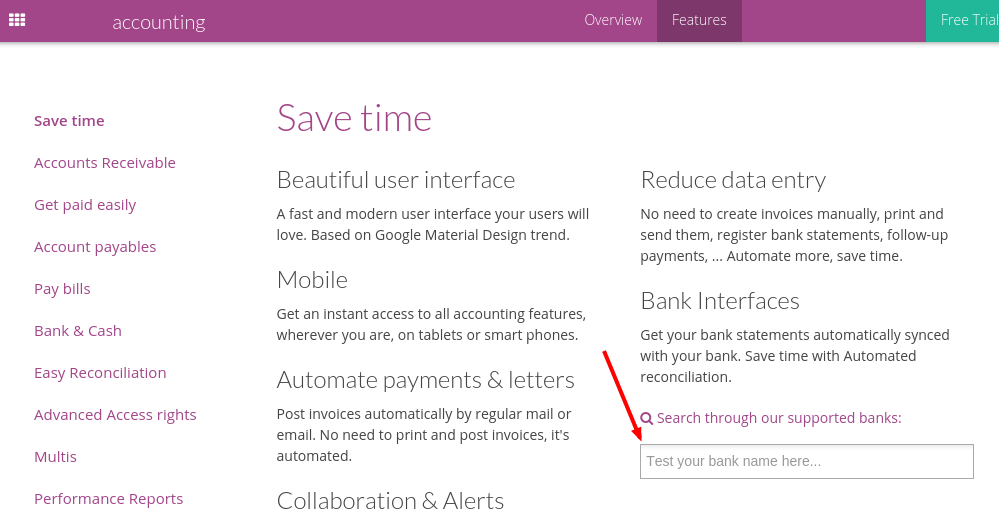 accounting
Overview
Features
Free Trial
Save time
Accounts Receivable
Get paid easily
Account payables
Pay bills
Bank & Cash
Easy Reconciliation
Advanced Access rights
Multis
Performance Reports
Save time
Beautiful user interface
A fast and modern user interface your users will
love. Based on Google Material Design trend.
Mobile
Get an instant access to all accounting features,
wherever you are, on tablets or smart phones.
Automate payments & letters
Post invoices automatically by regular mail or
email. No need to print and post invoices, it's
automated.
Collaboration & Alerts
Reduce data entry
No need to create invoices manually, print and
send them, register bank statements, follow-up
payments, ... Automate more, save time.
Bank Interfaces
Get your bank statements automatically synced
with your bank. Save time with Automated
reconciliation.
Search through our supported banks:
Test your bank name here...